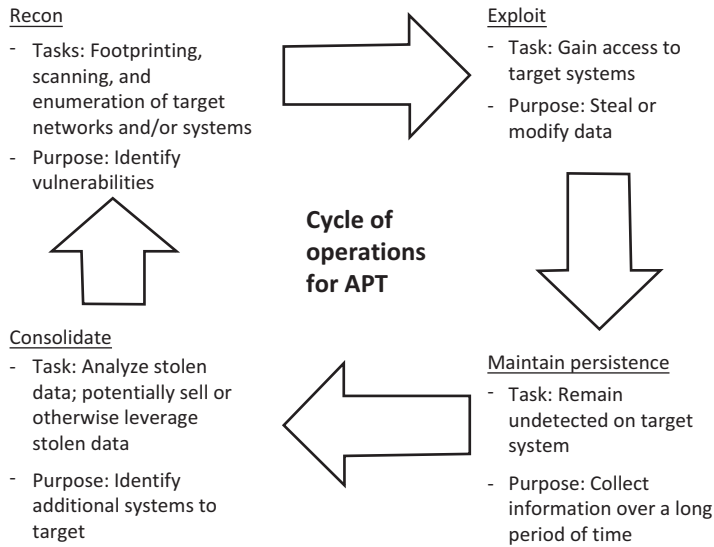 Recon
- Tasks: Footprinting,
scanning, and
enumeration of target
networks and/or systems
- Purpose: Identify
vulnerabilities
Exploit
- Task: Gain access to
target systems
- Purpose: Steal or
modify data
Cycle of
operations
for APT
Consolidate
- Task: Analyze stolen
data; potentially sell or
otherwise leverage
stolen data
- Purpose: Identify
additional systems to
target
Maintain persistence
- Task: Remain
undetected on target
system
- Purpose: Collect
information over a long
period of time